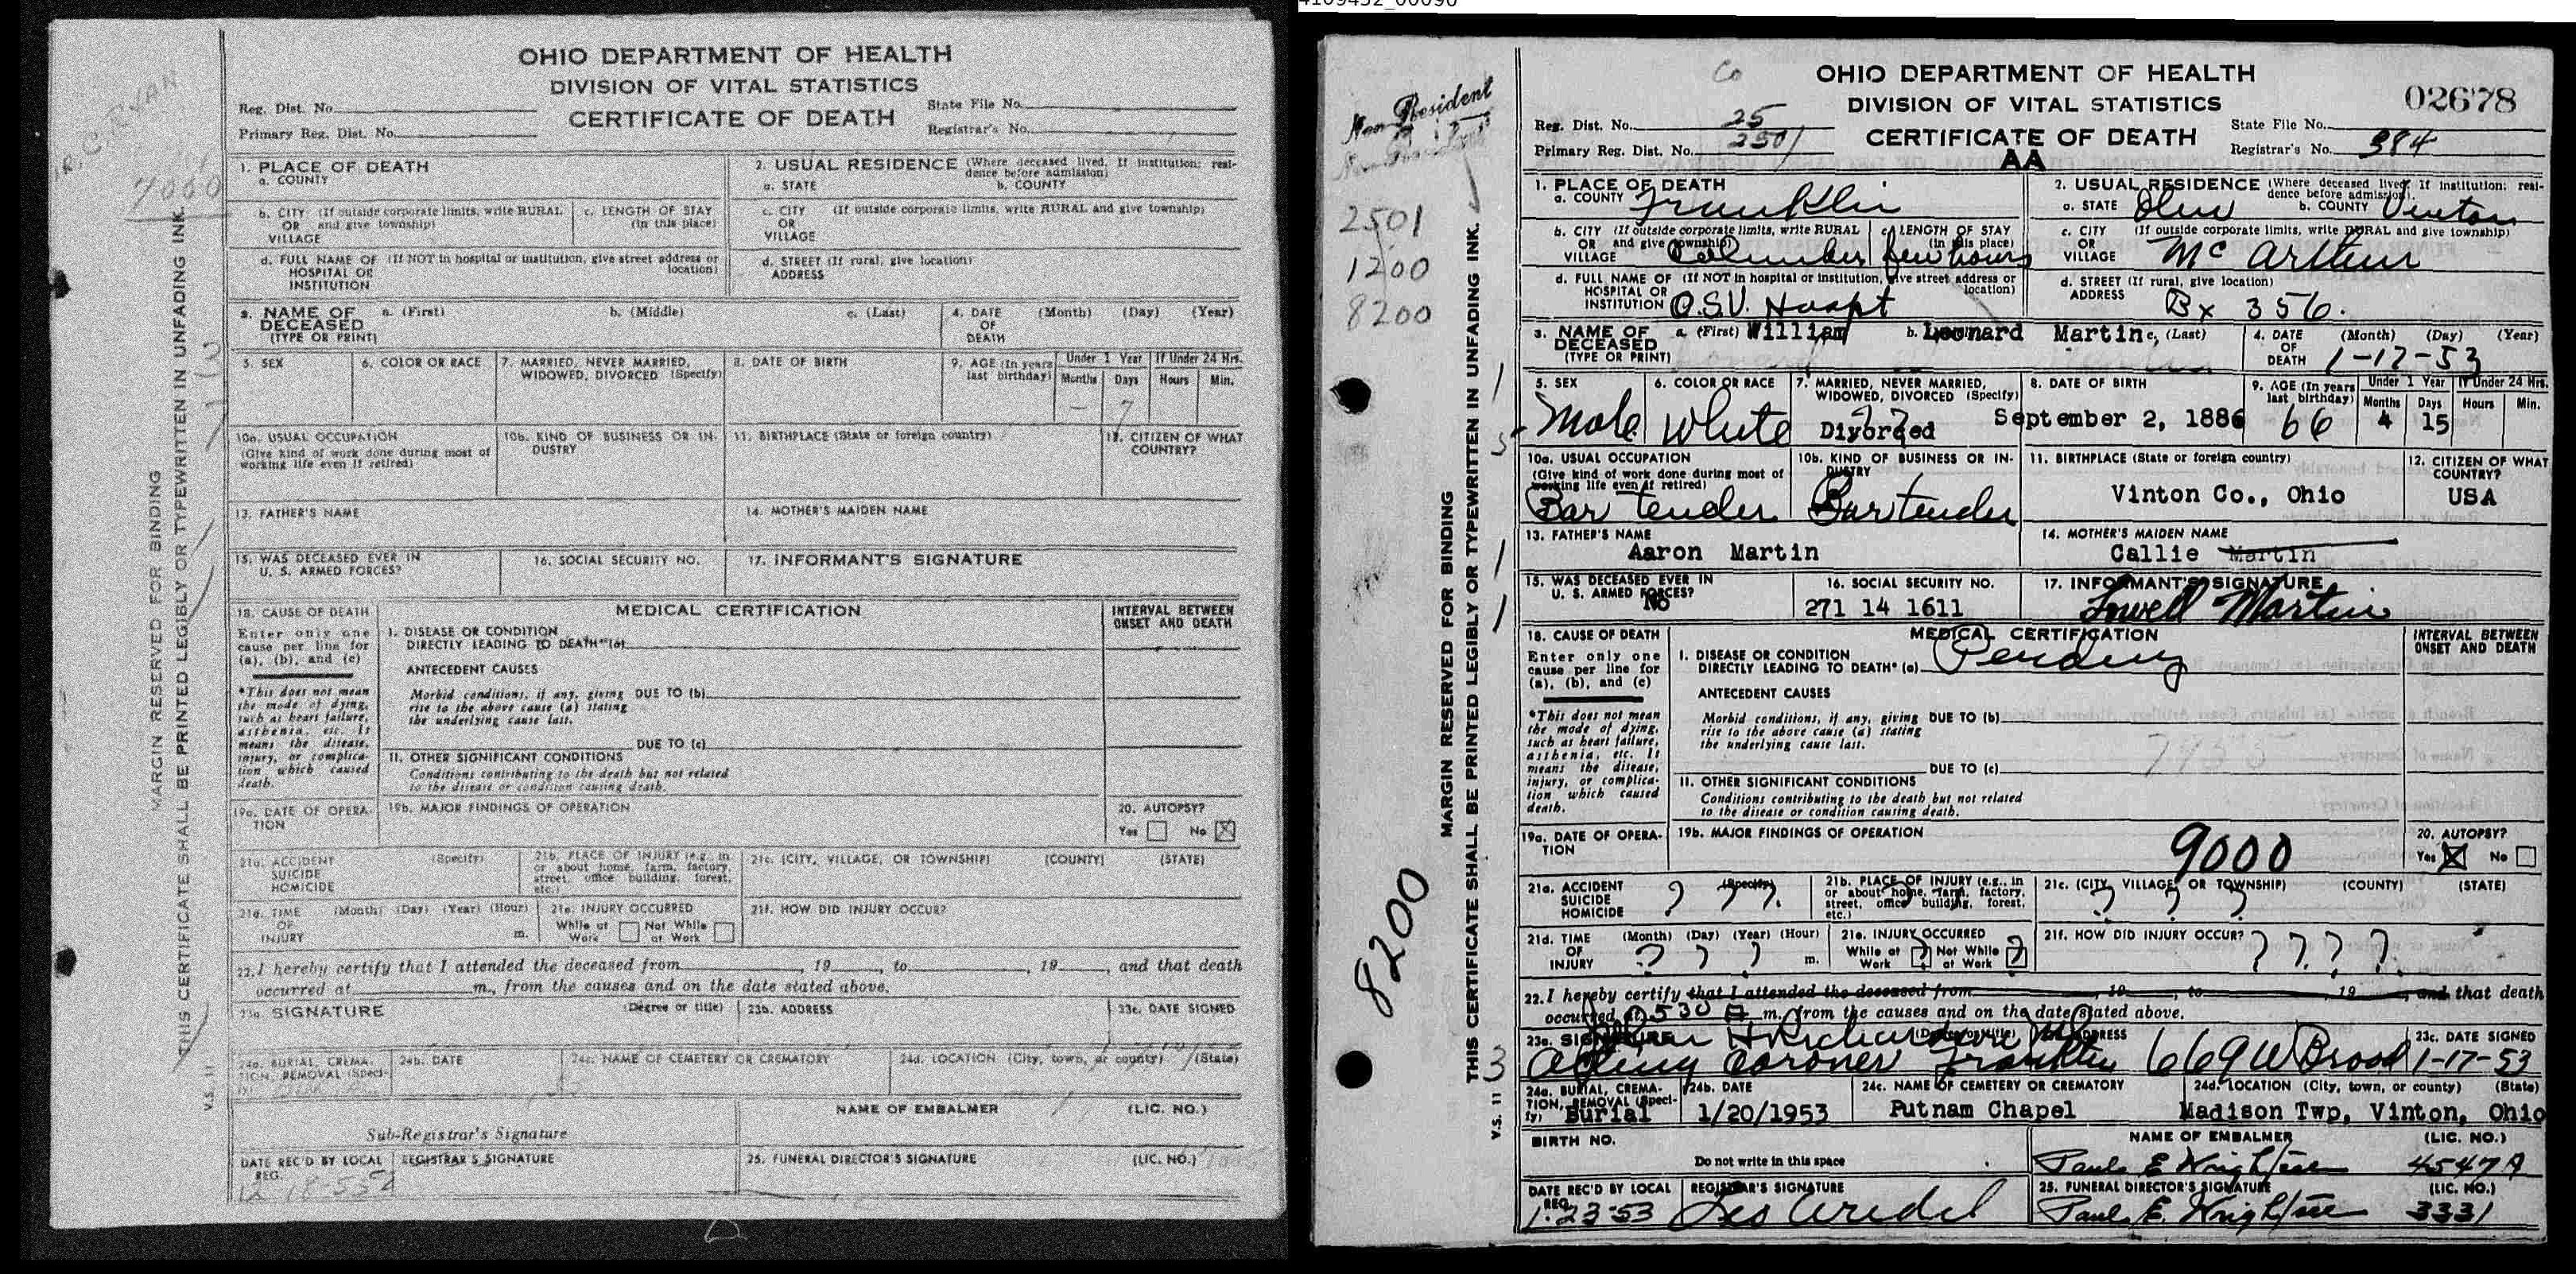 OHIO DEPARTMENT OF HEALTH
DIVISION OF VITAL STATISTICS
CERTIFICATE OF DEATH
Reg. Dist. No.
Primary Reg. Dist. No.
State File No.
Registrar's No.
7000
MARGIN RESERVED FOR BINDING
THIS CERTIFICATE SHALL BE PRINTED LEGIBLY OR TYPEWRITTEN IN UNFADING INK.
V.S. 11
1. PLACE OF DEATH
a. COUNTY
b. CITY (If outside corporate limits, write RURAL
OR and give township)
VILLAGE
c. LENGTH OF STAY
(in this place)
d. FULL NAME OF (If NOT in hospital or institution, give street address or
HOSPITAL OR location)
INSTITUTION
2. USUAL RESIDENCE (Where deceased lived. If institution: resi-
dence before admission)
a. STATE b. COUNTY
c. CITY (If outside corporate limits, write RURAL and give township)
OR
VILLAGE
d. STREET (If rural, give location)
ADDRESS
3. NAME OF a. (First) b. (Middle) c. (Last)
DECEASED
(TYPE OR PRINT)
4. DATE (Month) (Day) (Year)
OF
DEATH
5. SEX
6. COLOR OR RACE
7. MARRIED, NEVER MARRIED,
WIDOWED, DIVORCED (Specify)
8. DATE OF BIRTH
9. AGE (In years
last birthday)
Under 1 Year If Under 24 Hrs.
Months Days Hours Min.
- 7
10a. USUAL OCCUPATION
(Give kind of work done during most of
working life even if retired)
10b. KIND OF BUSINESS OR IN-
DUSTRY
11. BIRTHPLACE (State or foreign country)
12. CITIZEN OF WHAT
COUNTRY?
13. FATHER'S NAME
14. MOTHER'S MAIDEN NAME
15. WAS DECEASED EVER IN
U. S. ARMED FORCES?
16. SOCIAL SECURITY NO.
17. INFORMANT'S SIGNATURE
18. CAUSE OF DEATH
Enter only one
cause per line for
(a), (b), and (c)
*This does not mean
the mode of dying,
such as heart failure,
asthenia, etc. It
means the disease,
injury, or complica-
tion which caused
death.
MEDICAL CERTIFICATION
INTERVAL BETWEEN
ONSET AND DEATH
I. DISEASE OR CONDITION
DIRECTLY LEADING TO DEATH* (a)
ANTECEDENT CAUSES
Morbid conditions, if any, giving DUE TO (b)
rise to the above cause (a) stating
the underlying cause last.
DUE TO (c)
II. OTHER SIGNIFICANT CONDITIONS
Conditions contributing to the death but not related
to the disease or condition causing death.
19a. DATE OF OPERA-
TION
19b. MAJOR FINDINGS OF OPERATION
20. AUTOPSY?
Yes No X
21a. ACCIDENT (Specify)
SUICIDE
HOMICIDE
21b. PLACE OF INJURY (e.g., in
or about home, farm, factory,
street, office building, forest,
etc.)
21c. (CITY, VILLAGE, OR TOWNSHIP) (COUNTY) (STATE)
21d. TIME (Month) (Day) (Year) (Hour)
OF
INJURY m.
21e. INJURY OCCURRED
While at Not While
Work at Work
21f. HOW DID INJURY OCCUR?
22. I hereby certify that I attended the deceased from , 19 , to , 19 , and that death
occurred at m., from the causes and on the date stated above.
23a. SIGNATURE (Degree or title)
23b. ADDRESS
23c. DATE SIGNED
24a. BURIAL, CREMA-
TION, REMOVAL (Speci-
fy)
24b. DATE
24c. NAME OF CEMETERY OR CREMATORY
24d. LOCATION (City, town, or county) (State)
Sub-Registrar's Signature
NAME OF EMBALMER (LIC. NO.)
DATE REC'D BY LOCAL
REG.
REGISTRAR'S SIGNATURE
25. FUNERAL DIRECTOR'S SIGNATURE (LIC. NO.)
Co
OHIO DEPARTMENT OF HEALTH
DIVISION OF VITAL STATISTICS
CERTIFICATE OF DEATH
AA
02678
Reg. Dist. No. 25
Primary Reg. Dist. No. 2501
State File No.
Registrar's No. 384
Non Resident
2501
1200
8200
8200
MARGIN RESERVED FOR BINDING
THIS CERTIFICATE SHALL BE PRINTED LEGIBLY OR TYPEWRITTEN IN UNFADING INK.
V.S. 11
3
1. PLACE OF DEATH
a. COUNTY Franklin
b. CITY (If outside corporate limits, write RURAL
OR and give township)
VILLAGE Columbus
c. LENGTH OF STAY
(in this place)
few hours
d. FULL NAME OF (If NOT in hospital or institution, give street address or
HOSPITAL OR location)
INSTITUTION O.S.U. Hospt
2. USUAL RESIDENCE (Where deceased lived. If institution: resi-
dence before admission).
a. STATE Ohio b. COUNTY Vinton
c. CITY (If outside corporate limits, write RURAL and give township)
OR
VILLAGE Mc Arthur
d. STREET (If rural, give location)
ADDRESS Bx 356.
3. NAME OF a. (First) William b. Leonard Martin c. (Last)
DECEASED
(TYPE OR PRINT)
4. DATE (Month) (Day) (Year)
OF
DEATH 1-17-53
5. SEX
Male
6. COLOR OR RACE
White
7. MARRIED, NEVER MARRIED,
WIDOWED, DIVORCED (Specify)
??
Divorced
8. DATE OF BIRTH
September 2, 1886
9. AGE (In years
last birthday)
66
Under 1 Year If Under 24 Hrs.
Months Days Hours Min.
4 15
10a. USUAL OCCUPATION
(Give kind of work done during most of
working life even if retired)
Bar tender
10b. KIND OF BUSINESS OR IN-
DUSTRY
Bartender
11. BIRTHPLACE (State or foreign country)
Vinton Co., Ohio
12. CITIZEN OF WHAT
COUNTRY?
USA
13. FATHER'S NAME
Aaron Martin
14. MOTHER'S MAIDEN NAME
Callie Martin
15. WAS DECEASED EVER IN
U. S. ARMED FORCES?
No
16. SOCIAL SECURITY NO.
271 14 1611
17. INFORMANT'S SIGNATURE
Lowell Martin
18. CAUSE OF DEATH
Enter only one
cause per line for
(a), (b), and (c)
*This does not mean
the mode of dying,
such as heart failure,
asthenia, etc. It
means the disease,
injury, or complica-
tion which caused
death.
MEDICAL CERTIFICATION
INTERVAL BETWEEN
ONSET AND DEATH
I. DISEASE OR CONDITION
DIRECTLY LEADING TO DEATH* (a) Pending
ANTECEDENT CAUSES
Morbid conditions, if any, giving DUE TO (b)
rise to the above cause (a) stating
the underlying cause last.
DUE TO (c)
II. OTHER SIGNIFICANT CONDITIONS
Conditions contributing to the death but not related
to the disease or condition causing death.
19a. DATE OF OPERA-
TION
19b. MAJOR FINDINGS OF OPERATION
9000
20. AUTOPSY?
Yes X No
21a. ACCIDENT (Specify)
SUICIDE ? ? ?
HOMICIDE
21b. PLACE OF INJURY (e.g., in
or about home, farm, factory,
street, office building, forest,
etc.)
21c. (CITY, VILLAGE, OR TOWNSHIP) (COUNTY) (STATE)
? ? ?
21d. TIME (Month) (Day) (Year) (Hour)
OF
INJURY ? ? ? m.
21e. INJURY OCCURRED
While at ? Not While ?
Work at Work
21f. HOW DID INJURY OCCUR? ? ? ? ?
22. I hereby certify that I attended the deceased from , 19 , to , 19 , and that death
occurred at 530 m., from the causes and on the date stated above.
23a. SIGNATURE (Degree or title)
Acting Coroner Franklin
23b. ADDRESS
669 W Broad
23c. DATE SIGNED
1-17-53
24a. BURIAL, CREMA-
TION, REMOVAL (Speci-
fy) Burial
24b. DATE
1/20/1953
24c. NAME OF CEMETERY OR CREMATORY
Putnam Chapel
24d. LOCATION (City, town, or county) (State)
Madison Twp, Vinton, Ohio
BIRTH NO.
Do not write in this space
NAME OF EMBALMER (LIC. NO.)
4547A
DATE REC'D BY LOCAL
REG.
1-23-53
REGISTRAR'S SIGNATURE
25. FUNERAL DIRECTOR'S SIGNATURE (LIC. NO.)
3331